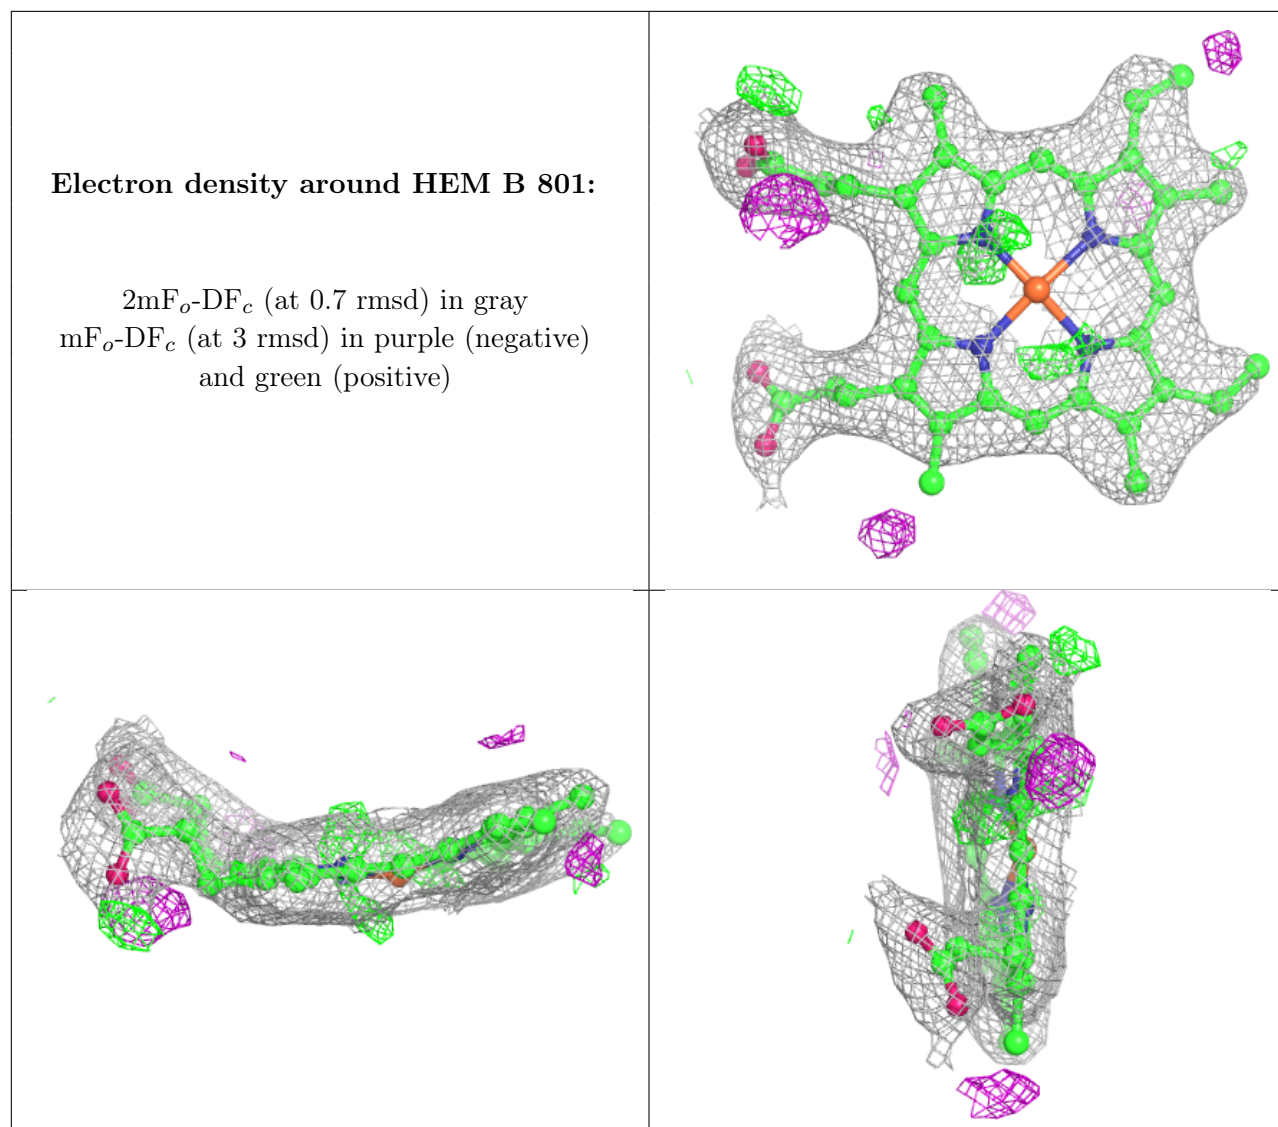 Electron density around HEM B 801:
2mFo-DFc (at 0.7 rmsd) in gray
mFo-DFc (at 3 rmsd) in purple (negative)
and green (positive)